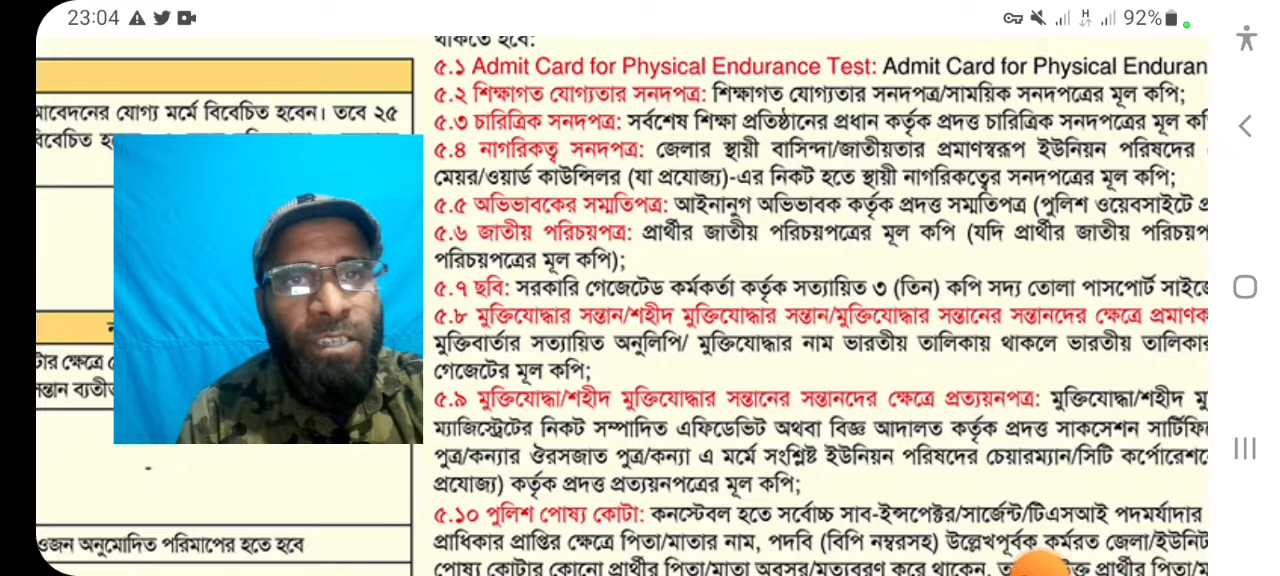 23:04
92%
আবেদনের যোগ্য মর্মে বিবেচিত হবেন। তবে ২৫
বিবেচিত
ক্ষেত্রে
ব্যতীত
ওজন অনুমোদিত পরিমাপের হতে হবে
থাকতে হবে:
৫.১ Admit Card for Physical Endurance Test: Admit Card for Physical Enduran
৫.২ শিক্ষাগত যোগ্যতার সনদপত্র: শিক্ষাগত যোগ্যতার সনদপত্র/সাময়িক সনদপত্রের মূল কপি;
৫.৩ চারিত্রিক সনদপত্র: সর্বশেষ শিক্ষা প্রতিষ্ঠানের প্রধান কর্তৃক প্রদত্ত চারিত্রিক সনদপত্রের মূল কপি
৫.৪ নাগরিকত্ব সনদপত্র: জেলার স্থায়ী বাসিন্দা/জাতীয়তার প্রমাণস্বরূপ ইউনিয়ন পরিষদের
মেয়র/ওয়ার্ড কাউন্সিলর (যা প্রযোজ্য)-এর নিকট হতে স্থায়ী নাগরিকত্বের সনদপত্রের মূল কপি;
৫.৫ অভিভাবকের সম্মতিপত্র: আইনানুগ অভিভাবক কর্তৃক প্রদত্ত সম্মতিপত্র (পুলিশ ওয়েবসাইটে
৫.৬ জাতীয় পরিচয়পত্র: প্রার্থীর জাতীয় পরিচয়পত্রের মূল কপি (যদি প্রার্থীর জাতীয় পরিচয়প
পরিচয়পত্রের মূল কপি);
৫.৭ ছবি: সরকারি গেজেটেড কর্মকর্তা কর্তৃক সত্যায়িত ৩ (তিন) কপি সদ্য তোলা পাসপোর্ট সাইজে
৫.৮ মুক্তিযোদ্ধার সন্তান/শহীদ মুক্তিযোদ্ধার সন্তান/মুক্তিযোদ্ধার সন্তানের সন্তানদের ক্ষেত্রে প্রমাণক
মুক্তিবার্তার সত্যায়িত অনুলিপি/ মুক্তিযোদ্ধার নাম ভারতীয় তালিকায় থাকলে ভারতীয় তালিকার
গেজেটের মূল কপি;
৫.৯ মুক্তিযোদ্ধা/শহীদ মুক্তিযোদ্ধার সন্তানের সন্তানদের ক্ষেত্রে প্রত্যয়নপত্র: মুক্তিযোদ্ধা/শহীদ মু
ম্যাজিস্ট্রেটের নিকট সম্পাদিত এফিডেভিট অথবা বিজ্ঞ আদালত কর্তৃক প্রদত্ত সাকসেশন সার্টিফি
পুত্র/কন্যার ঔরসজাত পুত্র/কন্যা এ মর্মে সংশ্লিষ্ট ইউনিয়ন পরিষদের চেয়ারম্যান/সিটি কর্পোরেশ
প্রযোজ্য) কর্তৃক প্রদত্ত প্রত্যয়নপত্রের মূল কপি;
৫.১০ পুলিশ পোষ্য কোটা: কনস্টেবল হতে সর্বোচ্চ সাব-ইন্সপেক্টর/সার্জেন্ট/টিএসআই পদমর্যাদার
প্রাধিকার প্রাপ্তির ক্ষেত্রে পিতা/মাতার নাম, পদবি (বিপি নম্বরসহ) উল্লেখপূর্বক কর্মরত জেলা/ইউনিট
পোষ্য কোটার কোনো প্রার্থীর পিতা/মাতা অবসর/মৃত্যুবরণ করে থাকেন,